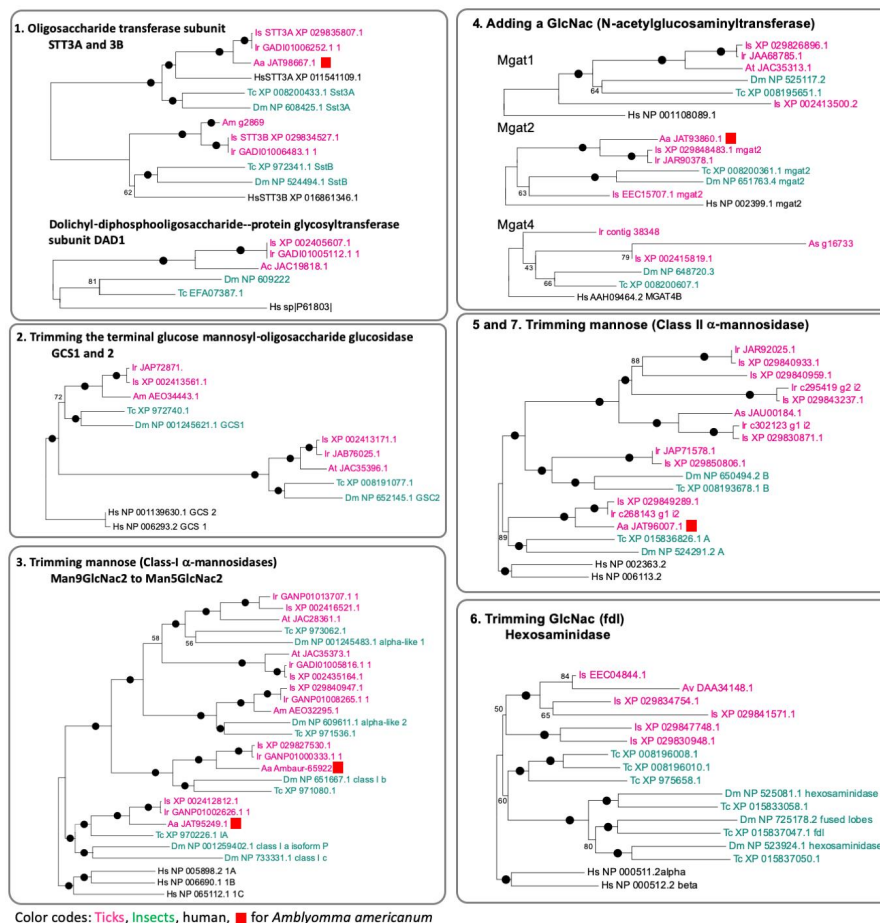 1. Oligosaccharide transferase subunit
STT3A and 3B
Is XP 029835807.1
Ir GADI01006252.1 1
Aa JAT98667.1
HsSTT3A XP 011541109.1
Tc XP 008200433.1 Sst3A
Dm NP 608425.1 Sst3A
Am g2869
Is STT3B XP 029834527.1
Ir GADI01006483.1 1
Tc XP 972341.1 SstB
Dm NP 524494.1 SstB
62
HsSTT3B XP 016861346.1
Dolichyl-diphosphooligosaccharide--protein glycosyltransferase
subunit DAD1
Is XP 002405607.1
Ir GADI01005112.1 1
Ac JAC19818.1
81
Dm NP 609222
Tc EFA07387.1
Hs sp|P61803|
2. Trimming the terminal glucose mannosyl-oligosaccharide glucosidase
GCS1 and 2
Ir JAP72871.
Is XP 002413561.1
Am AEO34443.1
72
Tc XP 972740.1
Dm NP 001245621.1 GCS1
Is XP 002413171.1
Ir JAB76025.1
At JAC35396.1
Tc XP 008191077.1
Dm NP 652145.1 GSC2
Hs NP 001139630.1 GCS 2
Hs NP 006293.2 GCS 1
3. Trimming mannose (Class-I α-mannosidases)
Man9GlcNac2 to Man5GlcNac2
Ir GANP01013707.1 1
Is XP 002416521.1
At JAC28361.1
58
Tc XP 973062.1
56
Dm NP 001245483.1 alpha-like 1
At JAC35373.1
Ir GADI01005816.1 1
Is XP 002435164.1
Is XP 029840947.1
Ir GANP01008265.1 1
Am AEO32295.1
Dm NP 609611.1 alpha-like 2
Tc XP 971536.1
Is XP 029827530.1
Ir GANP01000333.1 1
Aa Ambaur-65922
Dm NP 651667.1 class I b
Tc XP 971080.1
Is XP 002412812.1
Ir GANP01002626.1 1
Aa JAT95249.1
Tc XP 970226.1 IA
Dm NP 001259402.1 class I a isoform P
Dm NP 733331.1 class I c
Hs NP 005898.2 1A
Hs NP 006690.1 1B
Hs NP 065112.1 1C
4. Adding a GlcNac (N-acetylglucosaminyltransferase)
Mgat1
Is XP 029826896.1
Ir JAA68785.1
At JAC35313.1
Dm NP 525117.2
64
Tc XP 008195651.1
Is XP 002413500.2
Hs NP 001108089.1
Mgat2
Aa JAT93860.1
Is XP 029848483.1 mgat2
Ir JAR90378.1
Tc XP 008200361.1 mgat2
Dm NP 651763.4 mgat2
63
Is EEC15707.1 mgat2
Hs NP 002399.1 mgat2
Mgat4
Ir contig 38348
As g16733
79
Is XP 002415819.1
43
Dm NP 648720.3
66
Tc XP 008200607.1
Hs AAH09464.2 MGAT4B
5 and 7. Trimming mannose (Class II α-mannosidase)
Ir JAR92025.1
88
Is XP 029840933.1
Is XP 029840959.1
Ir c295419 g2 i2
Is XP 029843237.1
As JAU00184.1
Ir c302123 g1 i2
Is XP 029830871.1
Ir JAP71578.1
Is XP 029850806.1
Dm NP 650494.2 B
Tc XP 008193678.1 B
Is XP 029849289.1
Ir c268143 g1 i2
Aa JAT96007.1
89
Tc XP 015836826.1 A
Dm NP 524291.2 A
Hs NP 002363.2
Hs NP 006113.2
6. Trimming GlcNac (fdl)
Hexosaminidase
84
Is EEC04844.1
Av DAA34148.1
Is XP 029834754.1
50
65
Is XP 029841571.1
Is XP 029847748.1
Is XP 029830948.1
Tc XP 008196008.1
Tc XP 008196010.1
Tc XP 975658.1
60
Dm NP 525081.1 hexosaminidase
Tc XP 015833058.1
Dm NP 725178.2 fused lobes
Tc XP 015837047.1 fdl
80
Dm NP 523924.1 hexosaminidase
Tc XP 015837050.1
Hs NP 000511.2alpha
Hs NP 000512.2 beta
Color codes: Ticks, Insects, human, for Amblyomma americanum